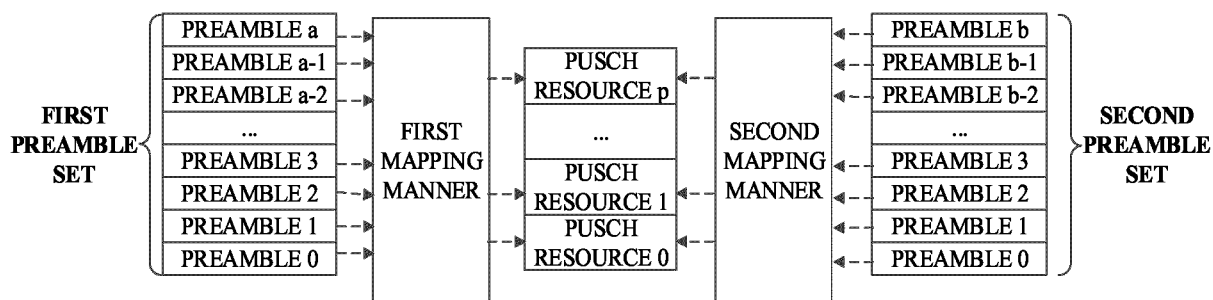 FIRST
PREAMBLE
SET
PREAMBLE a
PREAMBLE a-1
PREAMBLE a-2
...
PREAMBLE 3
PREAMBLE 2
PREAMBLE 1
PREAMBLE 0
FIRST
MAPPING
MANNER
PUSCH
RESOURCE p
...
PUSCH
RESOURCE 1
PUSCH
RESOURCE 0
SECOND
MAPPING
MANNER
PREAMBLE b
PREAMBLE b-1
PREAMBLE b-2
...
PREAMBLE 3
PREAMBLE 2
PREAMBLE 1
PREAMBLE 0
SECOND
PREAMBLE
SET